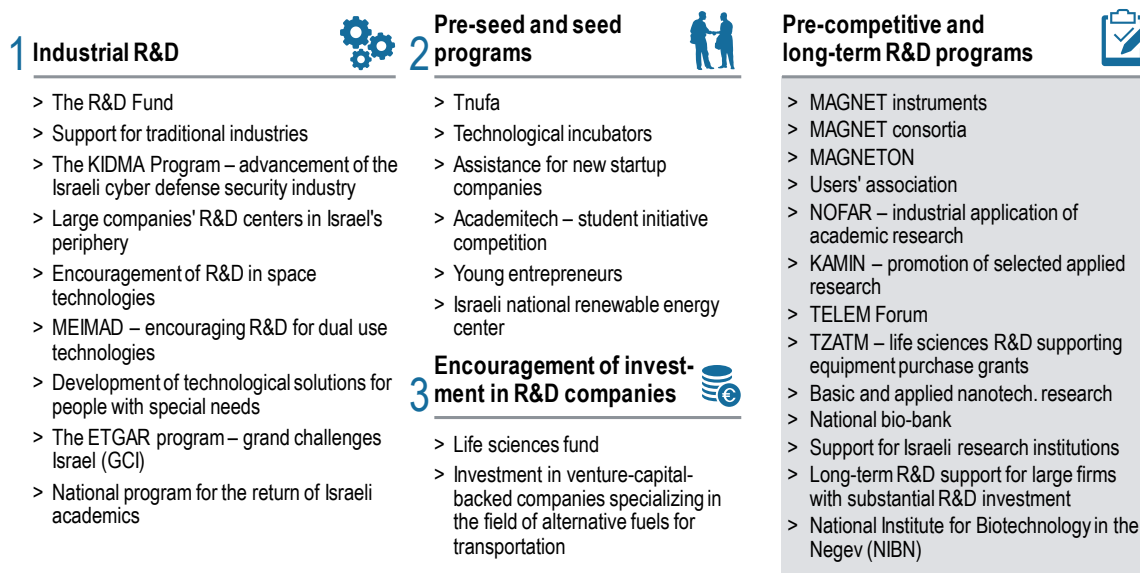 1 Industrial R&D
> The R&D Fund
> Support for traditional industries
> The KIDMA Program – advancement of the
Israeli cyber defense security industry
> Large companies' R&D centers in Israel's
periphery
> Encouragement of R&D in space
technologies
> MEIMAD – encouraging R&D for dual use
technologies
> Development of technological solutions for
people with special needs
> The ETGAR program – grand challenges
Israel (GCI)
> National program for the return of Israeli
academics
2 Pre-seed and seed
programs
> Tnufa
> Technological incubators
> Assistance for new startup
companies
> Academitech – student initiative
competition
> Young entrepreneurs
> Israeli national renewable energy
center
3 Encouragement of invest-
ment in R&D companies
€
> Life sciences fund
> Investment in venture-capital-
backed companies specializing in
the field of alternative fuels for
transportation
Pre-competitive and
long-term R&D programs
> MAGNET instruments
> MAGNET consortia
> MAGNETON
> Users' association
> NOFAR – industrial application of
academic research
> KAMIN – promotion of selected applied
research
> TELEM Forum
> TZATM – life sciences R&D supporting
equipment purchase grants
> Basic and applied nanotech. research
> National bio-bank
> Support for Israeli research institutions
> Long-term R&D support for large firms
with substantial R&D investment
> National Institute for Biotechnology in the
Negev (NIBN)